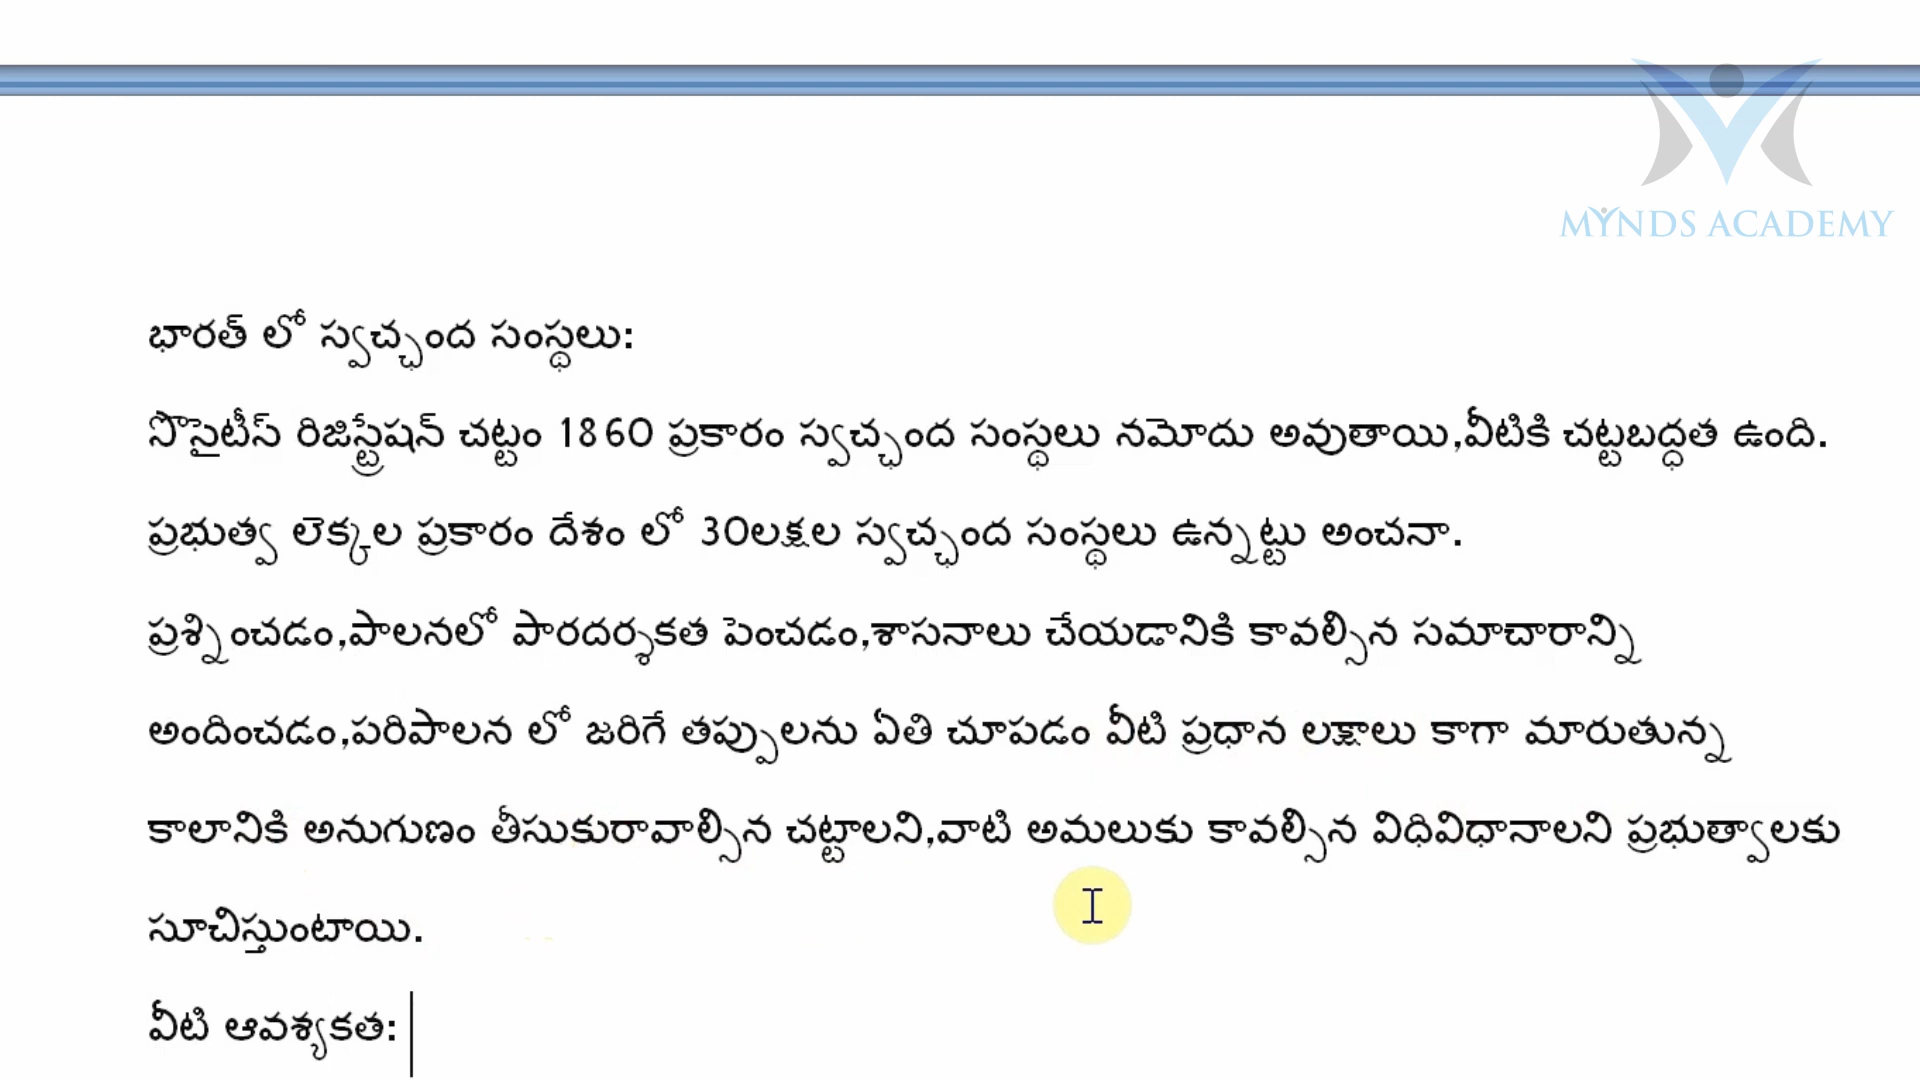 MYNDS ACADEMY
భారత్ లో స్వచ్ఛంద సంస్థలు:
సొసైటీస్ రిజిస్ట్రేషన్ చట్టం 1860 ప్రకారం స్వచ్ఛంద సంస్థలు నమోదు అవుతాయి,వీటికి చట్టబద్ధత ఉంది.
ప్రభుత్వ లెక్కల ప్రకారం దేశం లో 30లక్షల స్వచ్ఛంద సంస్థలు ఉన్నట్టు అంచనా.
ప్రశ్నించడం,పాలనలో పారదర్శకత పెంచడం,శాసనాలు చేయడానికి కావల్సిన సమాచారాన్ని
అందించడం,పరిపాలన లో జరిగే తప్పులను ఏతి చూపడం వీటి ప్రధాన లక్షాలు కాగా మారుతున్న
కాలానికి అనుగుణం తీసుకురావాల్సిన చట్టాలని,వాటి అమలుకు కావల్సిన విధివిధానాలని ప్రభుత్వాలకు
సూచిస్తుంటాయి.
వీటి ఆవశ్యకత: